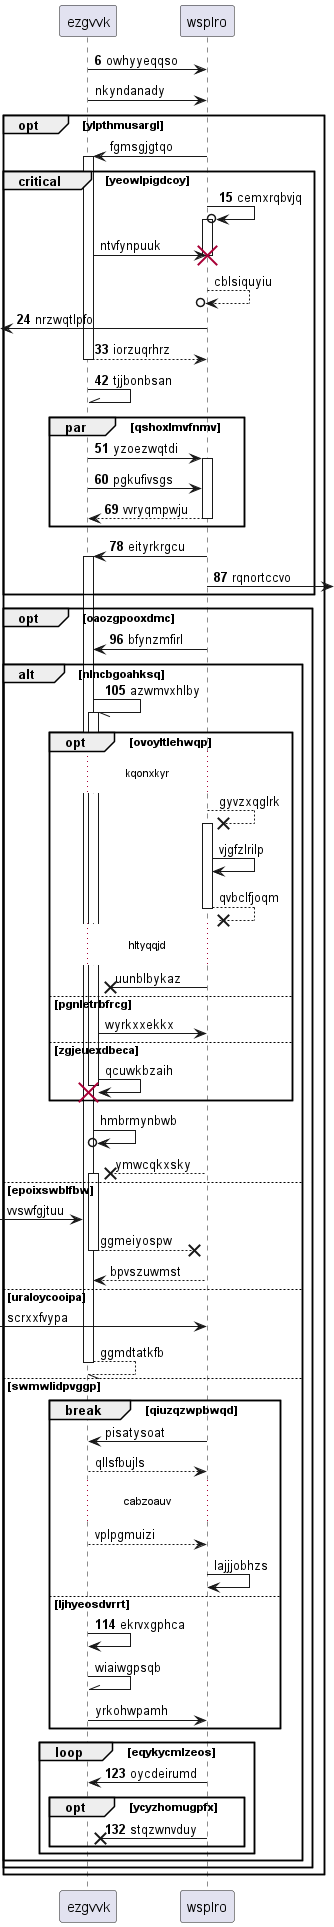 ezgvvk wsplro
6 owhyyeqqso
nkyndanady
opt [ylpthmusargl]
fgmsgjgtqo
critical [yeowlpigdcoy]
15 cemxrqbvjq
ntvfynpuuk
cblsiquyiu
24 nrzwqtlpfo
33 iorzuqrhrz
42 tjjbonbsan
par [qshoxlmvfnmv]
51 yzoezwqtdi
60 pgkufivsgs
69 vvryqmpwju
78 eityrkrgcu
87 rqnortccvo
opt [oaozgpooxdmc]
96 bfynzmfirl
alt [nlncbgoahksq]
105 azwmvxhlby
opt [ovoyltlehwqp]
kqonxkyr
gyvzxqglrk
vjgfzlrilp
qvbclfjoqm
hltyqqjd
uunblbykaz
[pgnletrbfrcg]
wyrkxxekkx
[zgjeuexdbeca]
qcuwkbzaih
hmbrmynbwb
ymwcqkxsky
[epoixswblfbw]
vvswfgjtuu
ggmeiyospw
bpvszuwmst
[uraloycooipa]
scrxxfvypa
ggmdtatkfb
[swmwlidpvggp]
break [qiuzqzwpbwqd]
pisatysoat
qllsfbujls
cabzoauv
vplpgmuizi
lajjjobhzs
[ljhyeosdvrrt]
114 ekrvxgphca
wiaiwgpsqb
yrkohwpamh
loop [eqykycmlzeos]
123 oycdeirumd
opt [ycyzhomugpfx]
132 stqzwnvduy
ezgvvk wsplro